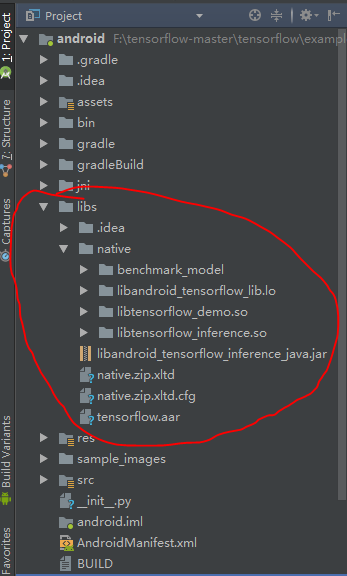 Project
android F:\tensorflow-master\tensorflow\examp
.gradle
.idea
assets
bin
gradle
gradleBuild
jni
libs
.idea
native
benchmark_model
libandroid_tensorflow_lib.lo
libtensorflow_demo.so
libtensorflow_inference.so
libandroid_tensorflow_inference_java.jar
native.zip.xltd
native.zip.xltd.cfg
tensorflow.aar
res
sample_images
src
__init__.py
android.iml
AndroidManifest.xml
BUILD
1: Project
7: Structure
Captures
Build Variants
Favorites